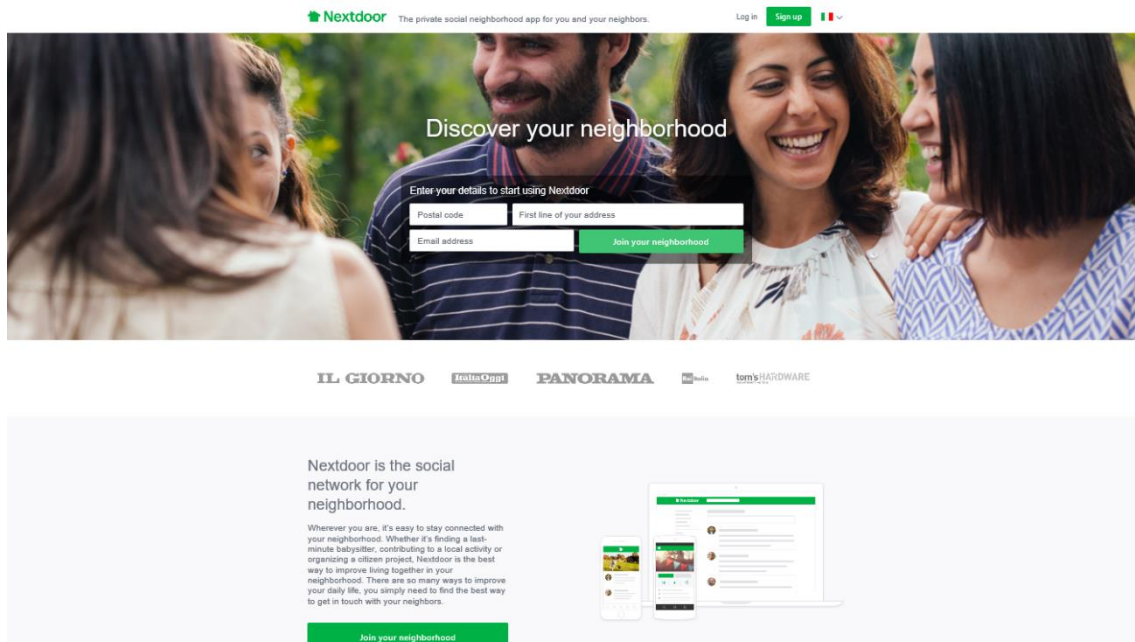 Nextdoor
The private social neighborhood app for you and your neighbors.
Log in
Sign up
Discover your neighborhood
Enter your details to start using Nextdoor
Postal code
First line of your address
Email address
Join your neighborhood
IL GIORNO
ItaliaOggi
PANORAMA
tom's HARDWARE
Nextdoor is the social
network for your
neighborhood.
Wherever you are, it's easy to stay connected with
your neighborhood. Whether it's finding a last-
minute babysitter, contributing to a local activity or
organizing a citizen project, Nextdoor is the best
way to improve living together in your
neighborhood. There are so many ways to improve
your daily life, you simply need to find the best way
to get in touch with your neighbors.
Nextdoor
Join your neighborhood